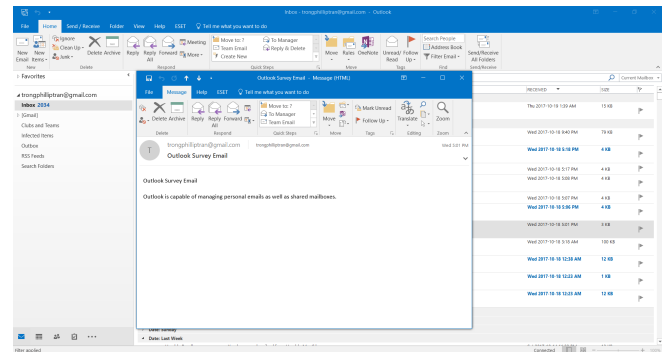 Inbox - trongphilliptran@gmail.com - Outlook
File Home Send / Receive Folder View Help ESET Tell me what you want to do
New Email
New Items
Ignore
Clean Up
Junk
Delete Archive
Reply Reply All Forward
Meeting
More
Move to: ?
Team Email
Create New
To Manager
Reply & Delete
Move Rules OneNote
Unread/ Read
Follow Up
Search People
Address Book
Filter Email
Send/Receive All Folders
New Delete Respond Quick Steps Move Tags Find Send/Receive
Favorites
trongphilliptran@gmail.com
Inbox 2034
[Gmail]
Clubs and Teams
Infected Items
Outbox
RSS Feeds
Search Folders
Outlook Survey Email - Message (HTML)
File Message Help ESET Tell me what you want to do
Delete Archive
Reply Reply All Forward
Move to: ?
To Manager
Team Email
Move
Mark Unread
Follow Up
Translate
Zoom
Delete Respond Quick Steps Move Tags Editing Zoom
T
trongphilliptran@gmail.com trongphilliptran@gmail.com Wed 3:01 PM
Outlook Survey Email
Outlook Survey Email
Outlook is capable of managing personal emails as well as shared mailboxes.
Current Mailbox
RECEIVED SIZE
Thu 2017-10-19 1:39 AM 15 KB
Wed 2017-10-18 9:40 PM 79 KB
Wed 2017-10-18 5:18 PM 4 KB
Wed 2017-10-18 5:17 PM 4 KB
Wed 2017-10-18 5:08 PM 4 KB
Wed 2017-10-18 5:07 PM 4 KB
Wed 2017-10-18 5:06 PM 4 KB
Wed 2017-10-18 3:01 PM 3 KB
Wed 2017-10-18 3:18 AM 100 KB
Wed 2017-10-18 12:38 AM 12 KB
Wed 2017-10-18 12:23 AM 1 KB
Wed 2017-10-18 12:23 AM 12 KB
Date: Sunday
Date: Last Week
Filter applied
Connected